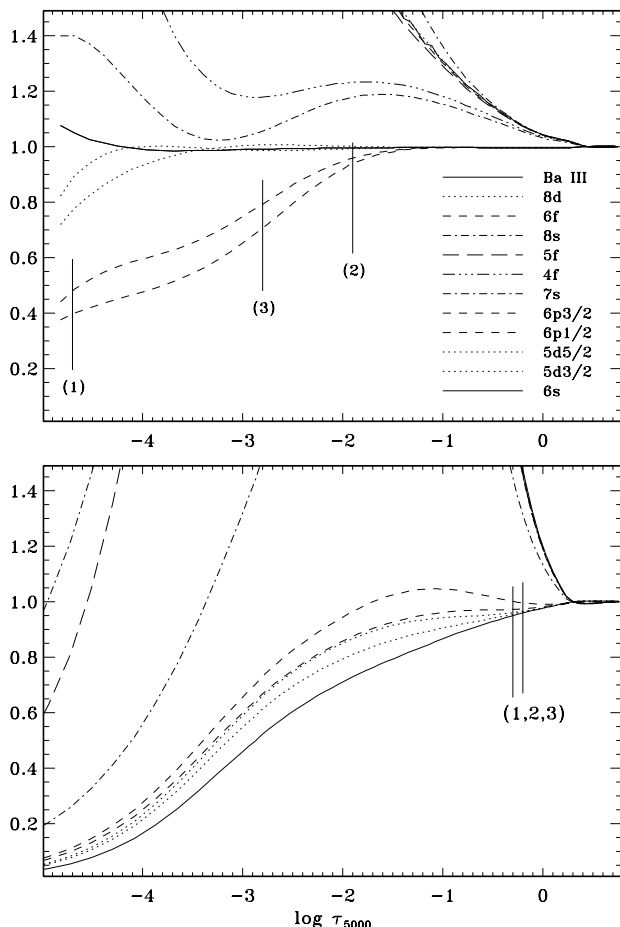 1.4
1.2
1.0
0.8
0.6
0.4
0.2
(1)
(3)
(2)
Ba III
8d
6f
8s
5f
4f
7s
6p3/2
6p1/2
5d5/2
5d3/2
6s
−4 −3 −2 −1 0
1.4
1.2
1.0
0.8
0.6
0.4
0.2
(1,2,3)
−4 −3 −2 −1 0
log τ5000